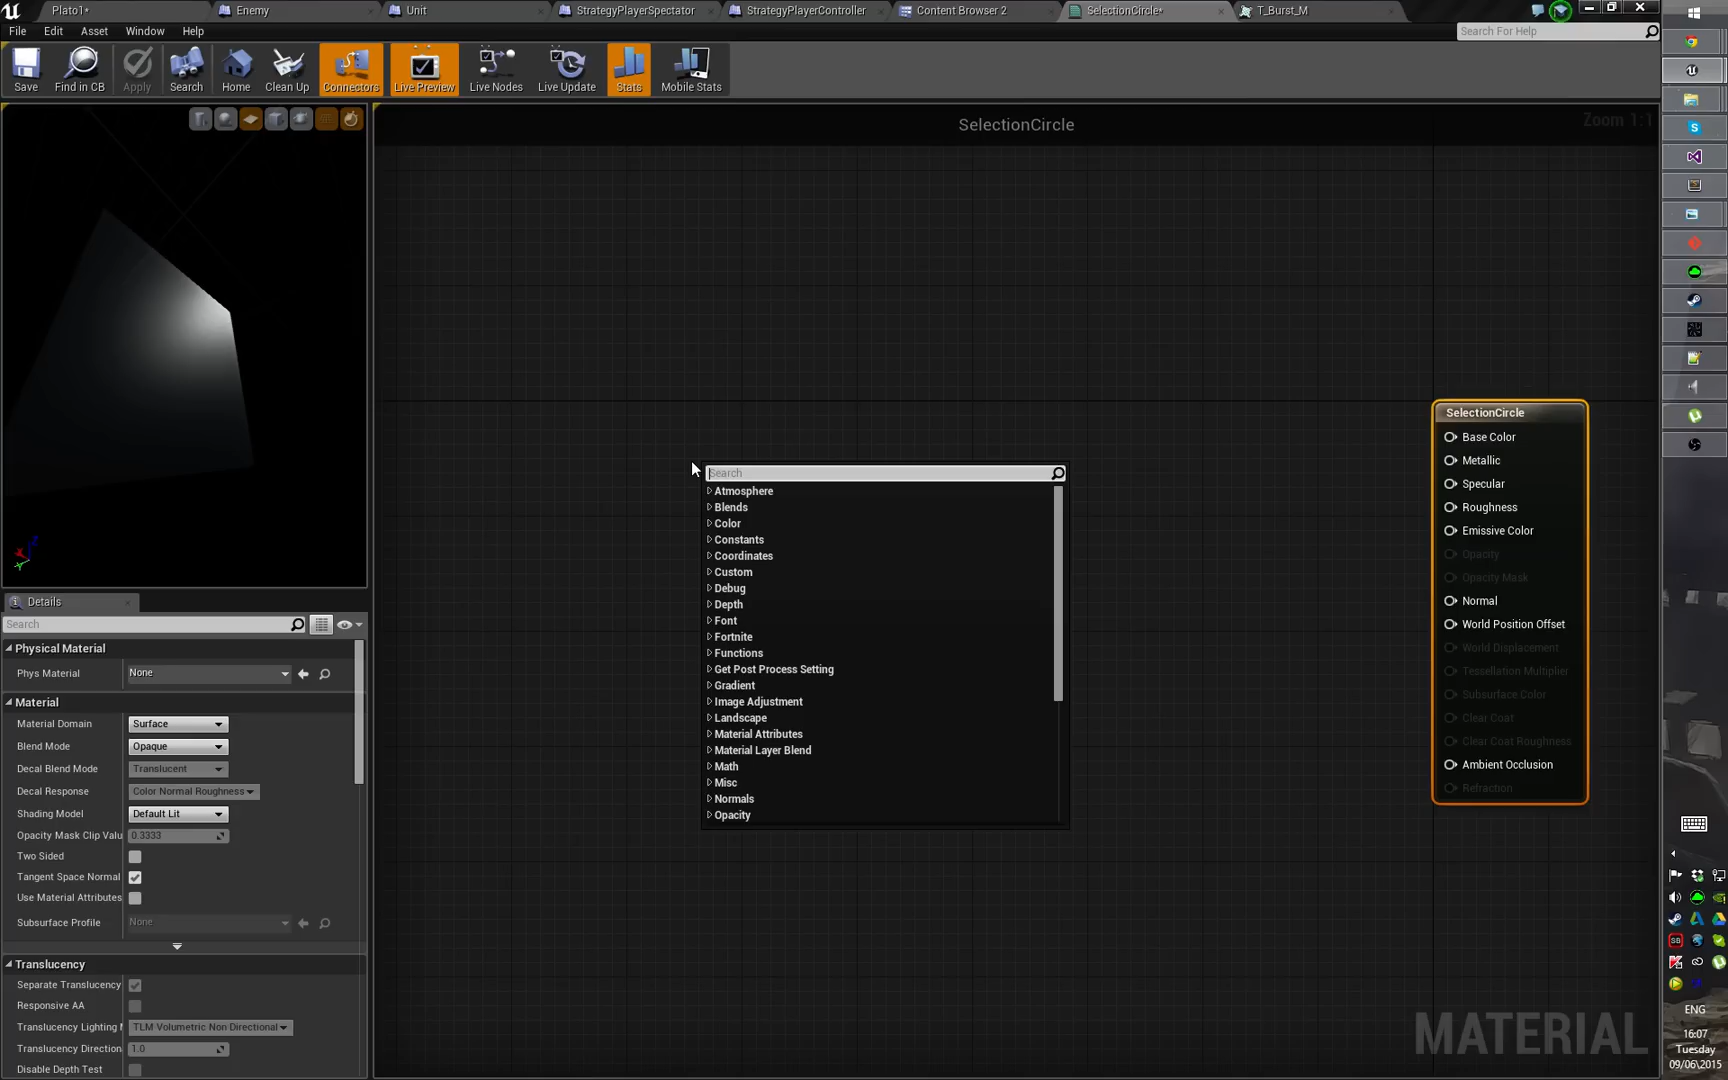 Plato1*
Enemy
Unit
StrategyPlayerSpectator
StrategyPlayerController
Content Browser 2
SelectionCircle*
T_Burst_M
File
Edit
Asset
Window
Help
Search For Help
Save
Find in CB
Apply
Search
Home
Clean Up
Connectors
Live Preview
Live Nodes
Live Update
Stats
Mobile Stats
SelectionCircle
Zoom 1:1
SelectionCircle
Base Color
Metallic
Specular
Roughness
Emissive Color
Opacity
Opacity Mask
Normal
World Position Offset
World Displacement
Tessellation Multiplier
Subsurface Color
Clear Coat
Clear Coat Roughness
Ambient Occlusion
Refraction
Search
Atmosphere
Blends
Color
Constants
Coordinates
Custom
Debug
Depth
Font
Fortnite
Functions
Get Post Process Setting
Gradient
Image Adjustment
Landscape
Material Attributes
Material Layer Blend
Math
Misc
Normals
Opacity
Details
Search
Physical Material
Phys Material None
Material
Material Domain Surface
Blend Mode Opaque
Decal Blend Mode Translucent
Decal Response Color Normal Roughness
Shading Model Default Lit
Opacity Mask Clip Valu 0.3333
Two Sided
Tangent Space Normal
Use Material Attributes
Subsurface Profile None
Translucency
Separate Translucency
Responsive AA
Translucency Lighting M TLM Volumetric Non Directional
Translucency Direction 1.0
Disable Depth Test
MATERIAL
ENG
16:07
Tuesday
09/06\2015